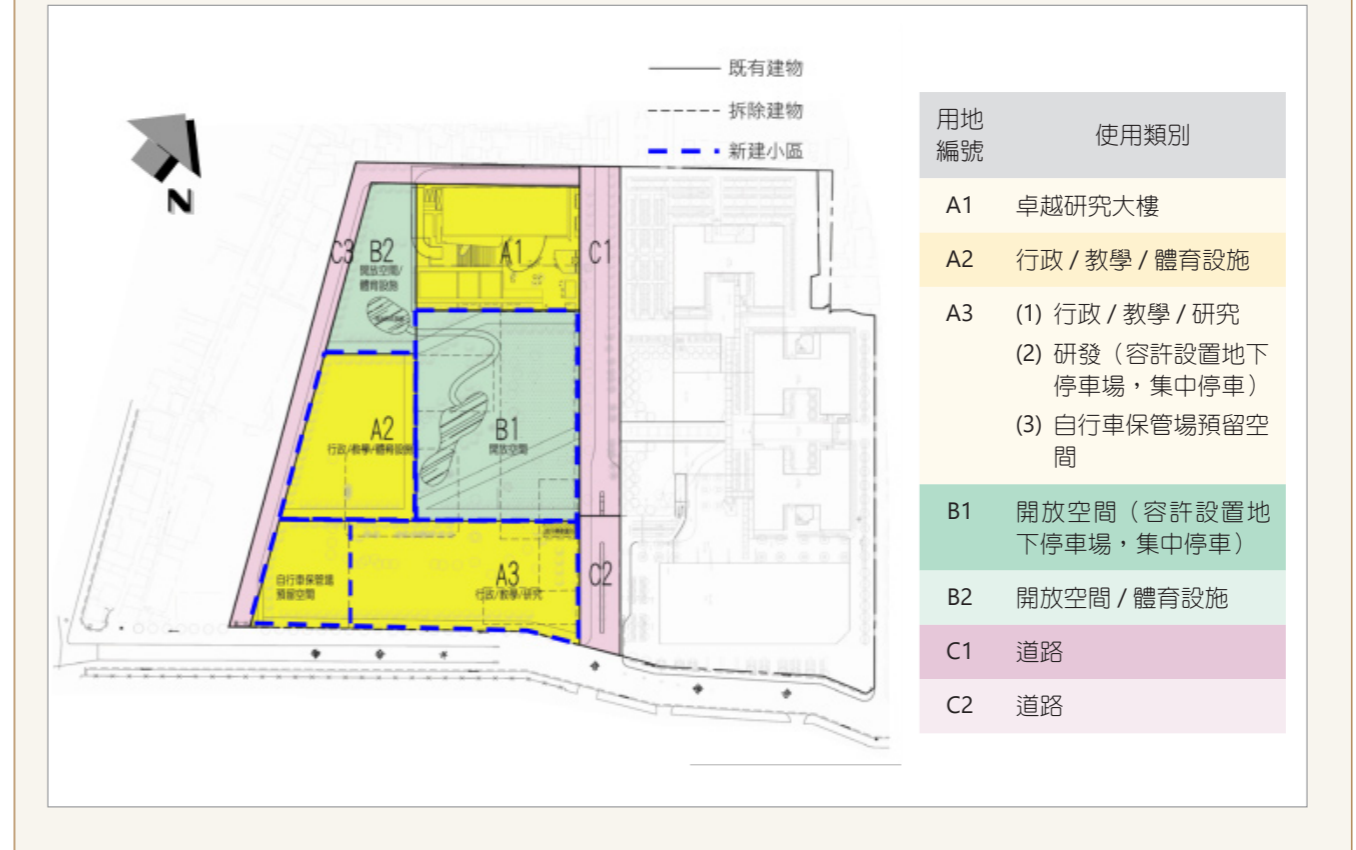 既有建物
拆除建物
新建小區
N
C3
B2
開放空間/
體育設施
A1
C1
A2
行政/教學/體育設施
B1
開放空間
自行車保管場
預留空間
A3
行政/教學/研究
C2
用地
編號
使用類別
A1 卓越研究大樓
A2 行政 / 教學 / 體育設施
A3 (1) 行政 / 教學 / 研究
(2) 研發（容許設置地下
停車場，集中停車）
(3) 自行車保管場預留空
間
B1 開放空間（容許設置地
下停車場，集中停車）
B2 開放空間 / 體育設施
C1 道路
C2 道路